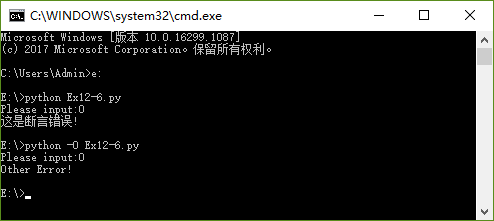 C:\WINDOWS\system32\cmd.exe
Microsoft Windows [版本 10.0.16299.1087]
(c) 2017 Microsoft Corporation。保留所有权利。
C:\Users\Admin>e:
E:\>python Ex12-6.py
Please input:0
这是断言错误!
E:\>python -O Ex12-6.py
Please input:0
Other Error!
E:\>